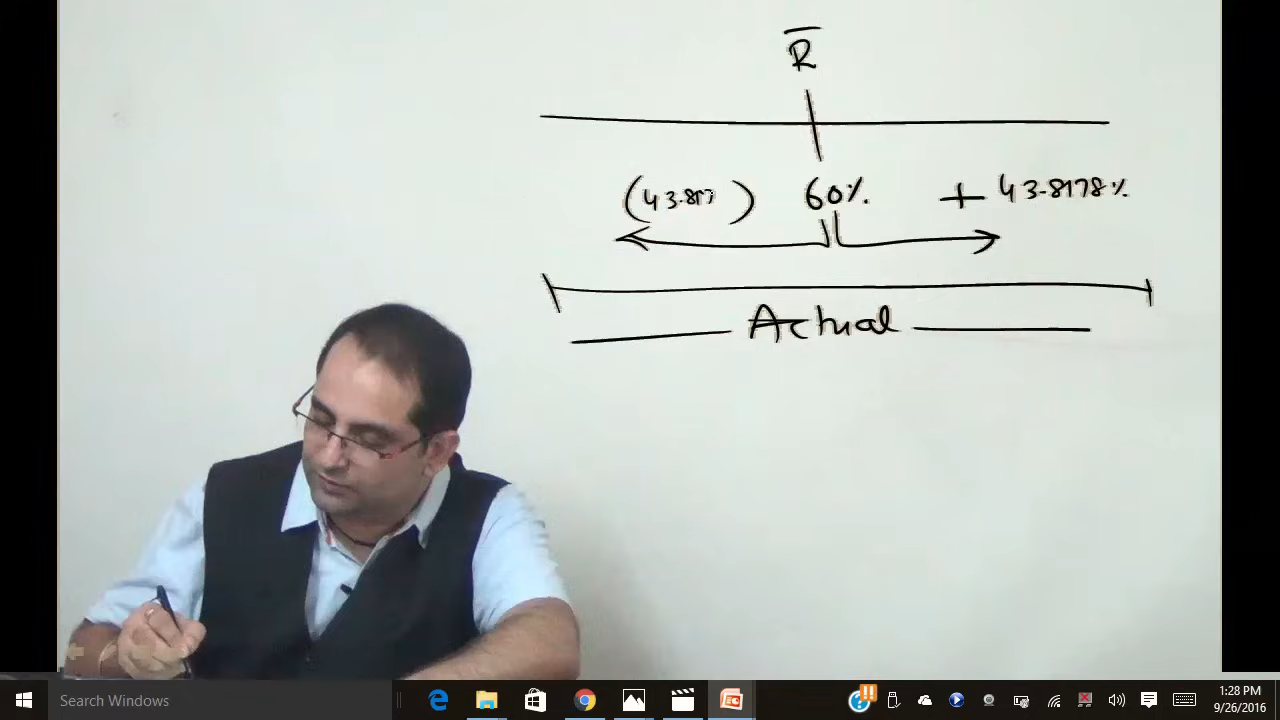 R̅
(43.817) 60% + 43.8178%
Actual
Search Windows
1:28 PM
9/26/2016